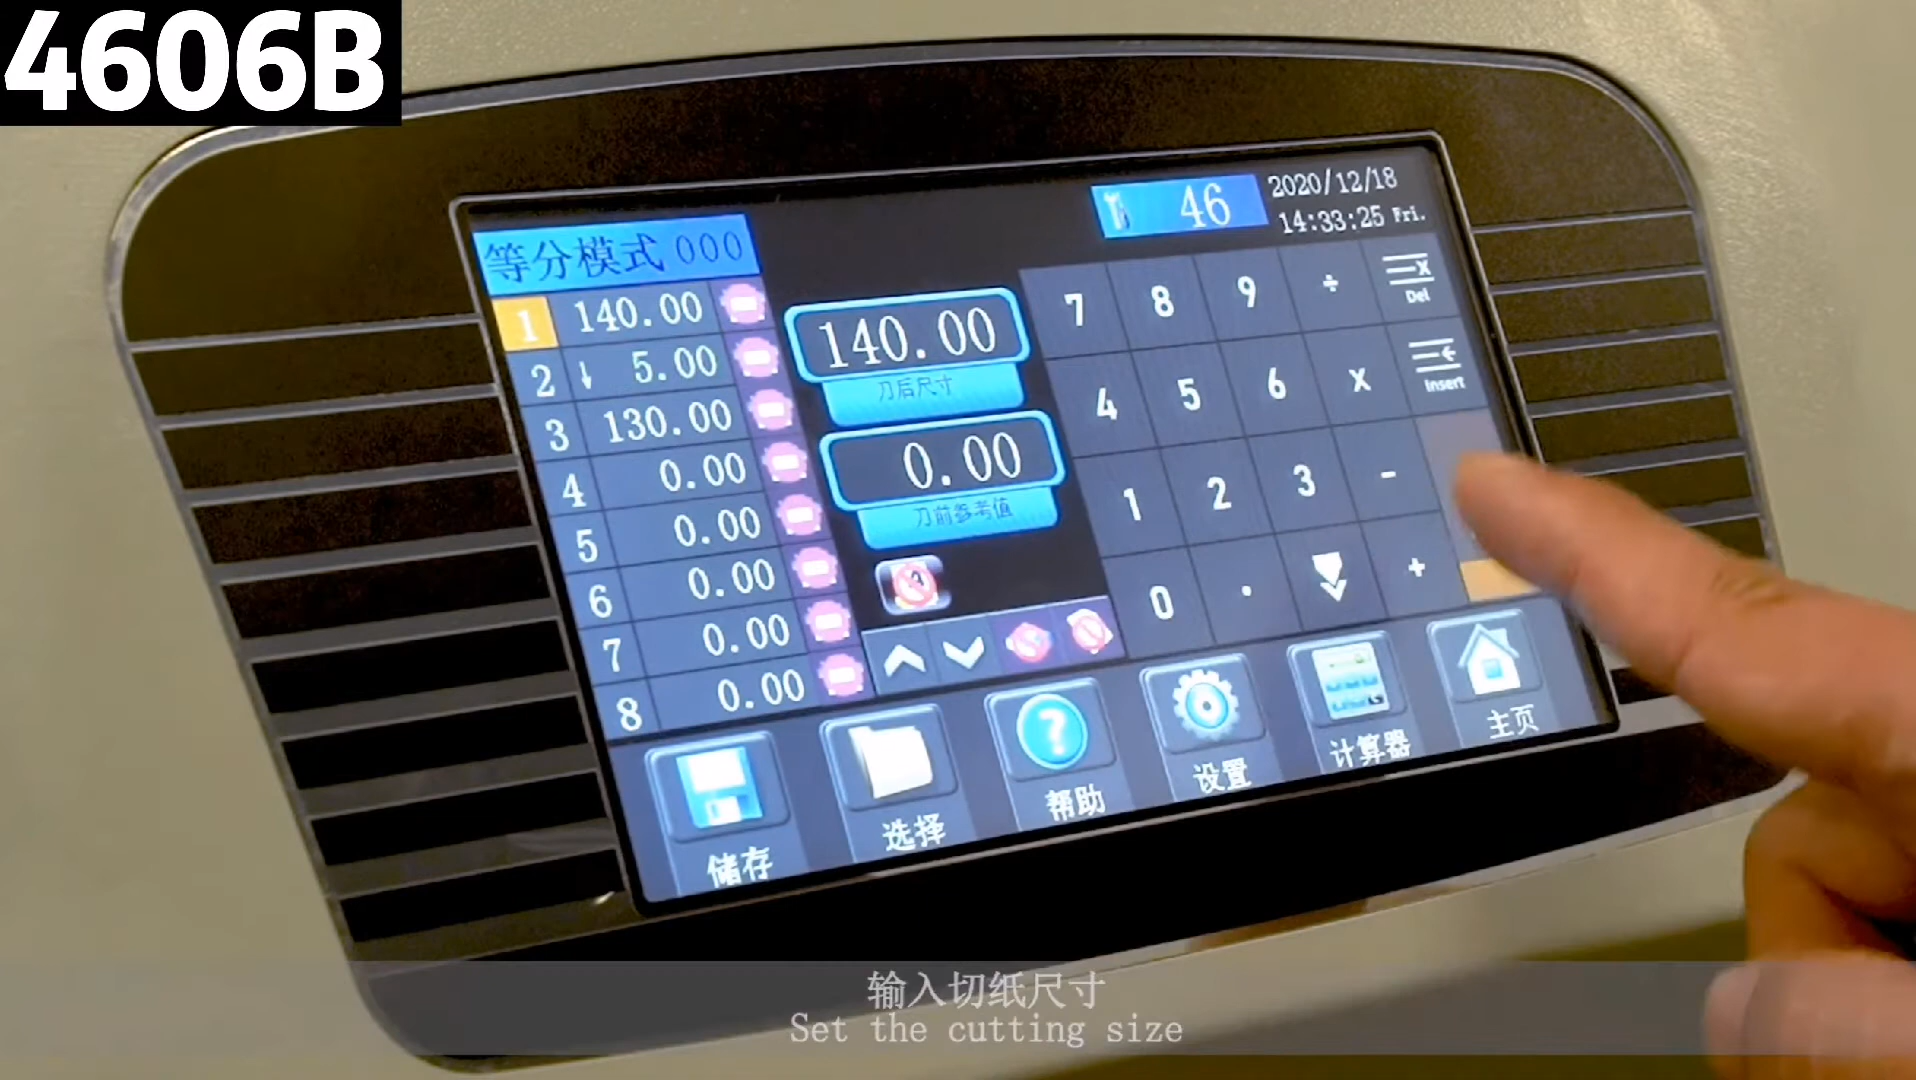 4606B
等分模式 000
46
2020/12/18
14:33:25 Fri.
1 140.00
2 ↓ 5.00
3 130.00
4 0.00
5 0.00
6 0.00
7 0.00
8 0.00
140.00
刀后尺寸
0.00
刀前参考值
7 8 9 ÷ Del
4 5 6 x Insert
1 2 3 -
0 . +
储存
选择
帮助
设置
计算器
主页
输入切纸尺寸
Set the cutting size